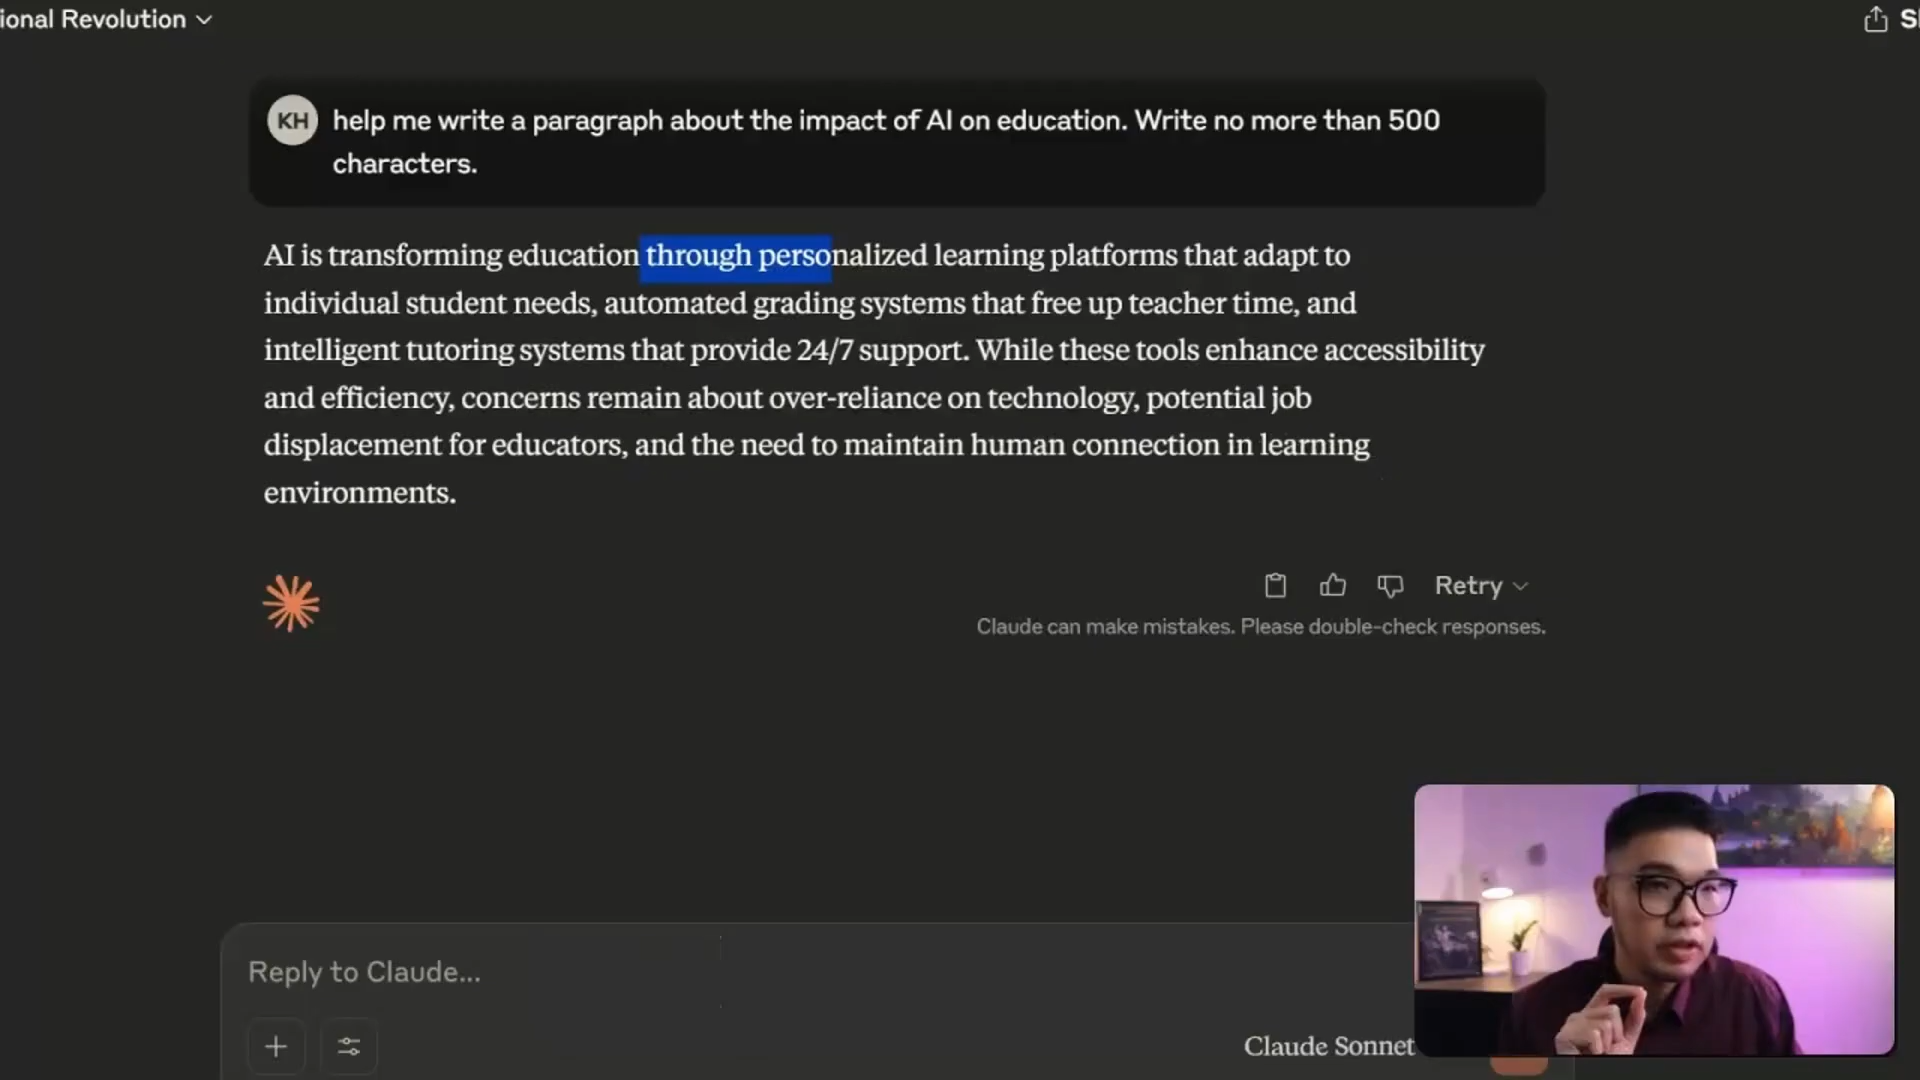 ional Revolution
KH
help me write a paragraph about the impact of AI on education. Write no more than 500
characters.
AI is transforming education through personalized learning platforms that adapt to
individual student needs, automated grading systems that free up teacher time, and
intelligent tutoring systems that provide 24/7 support. While these tools enhance accessibility
and efficiency, concerns remain about over-reliance on technology, potential job
displacement for educators, and the need to maintain human connection in learning
environments.
Retry
Claude can make mistakes. Please double-check responses.
Reply to Claude...
Claude Sonnet